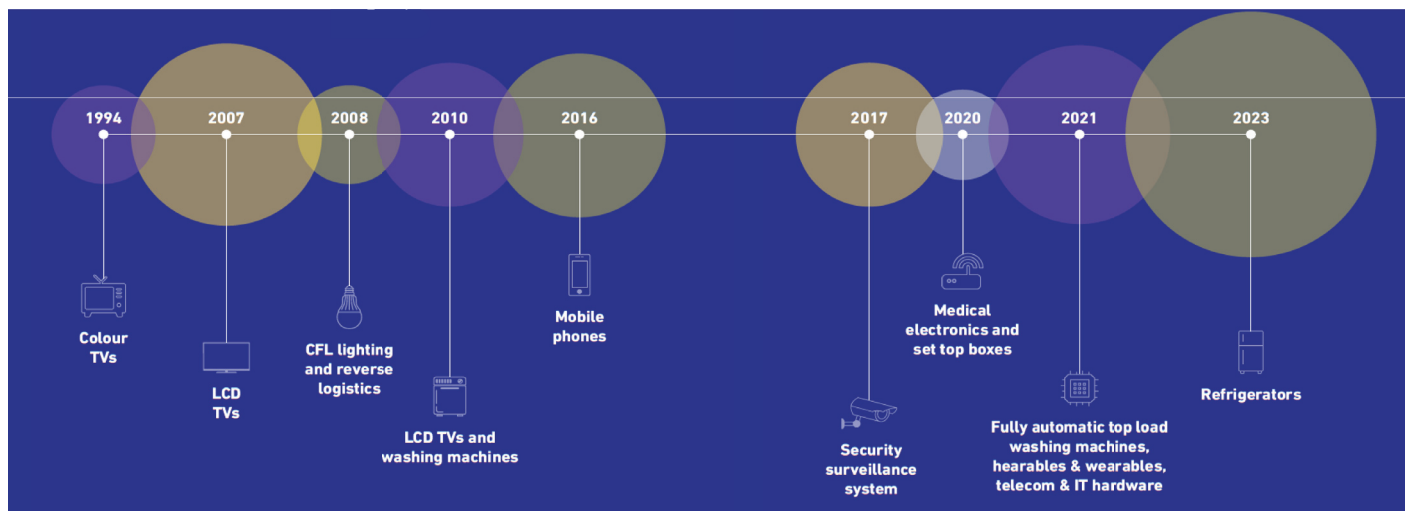 1994
2007
2008
2010
2016
2017
2020
2021
2023
Colour
TVs
LCD
TVs
CFL lighting
and reverse
logistics
LCD TVs and
washing machines
Mobile
phones
Security
surveillance
system
Medical
electronics and
set top boxes
Fully automatic top load
washing machines,
hearables & wearables,
telecom & IT hardware
Refrigerators